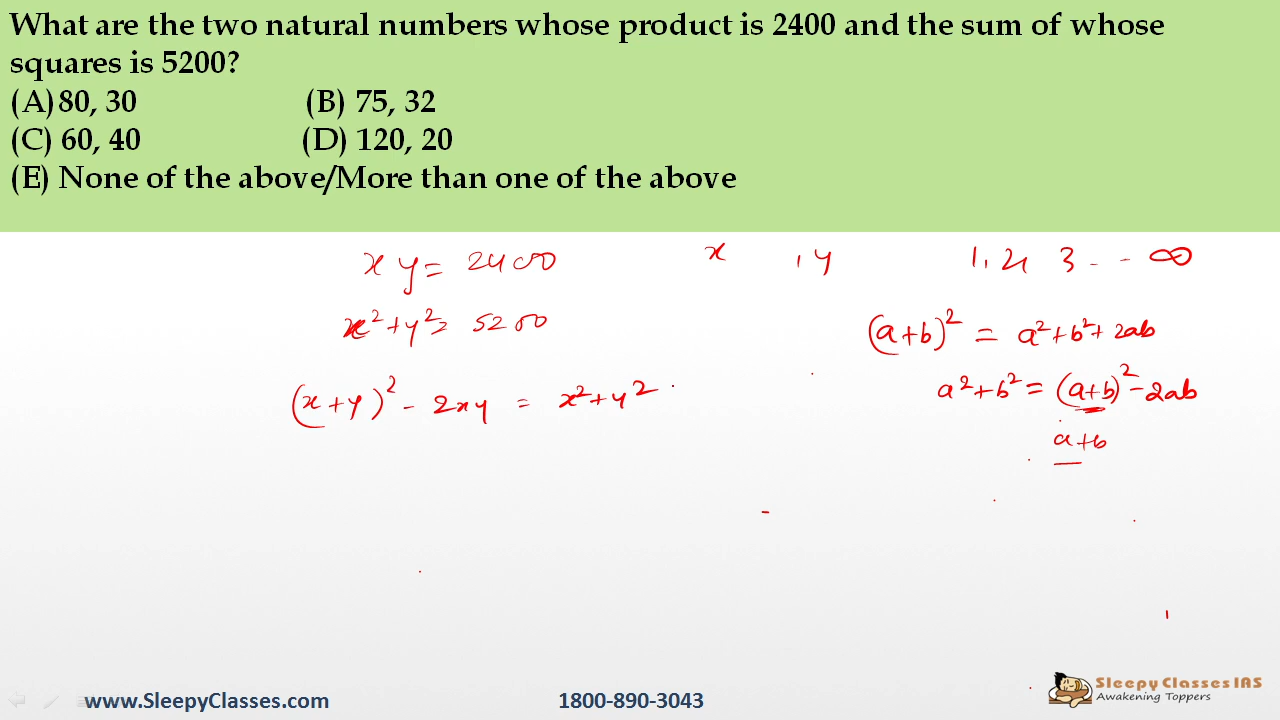 What are the two natural numbers whose product is 2400 and the sum of whose
squares is 5200?
(A) 80, 30 (B) 75, 32
(C) 60, 40 (D) 120, 20
(E) None of the above/More than one of the above
x y = 2400 x , y 1, 2, 3 - - ∞
x² + y² = 5200 (a+b)² = a² + b² + 2ab
(x + y)² - 2xy = x² + y² a² + b² = (a+b)² - 2ab
a + b
www.SleepyClasses.com 1800-890-3043 Sleepy Classes IAS
Awakening Toppers